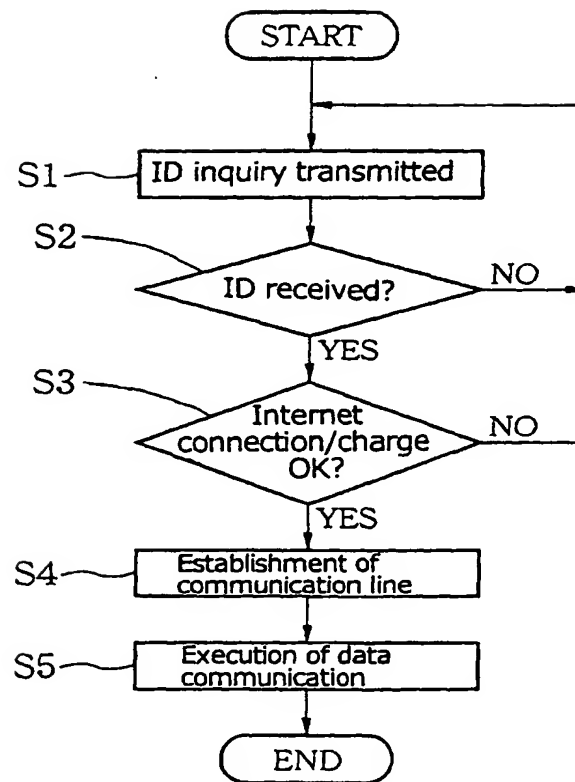 START
S1
ID inquiry transmitted
S2
ID received?
NO
YES
S3
Internet
connection/charge
OK?
NO
YES
S4
Establishment of
communication line
S5
Execution of data
communication
END